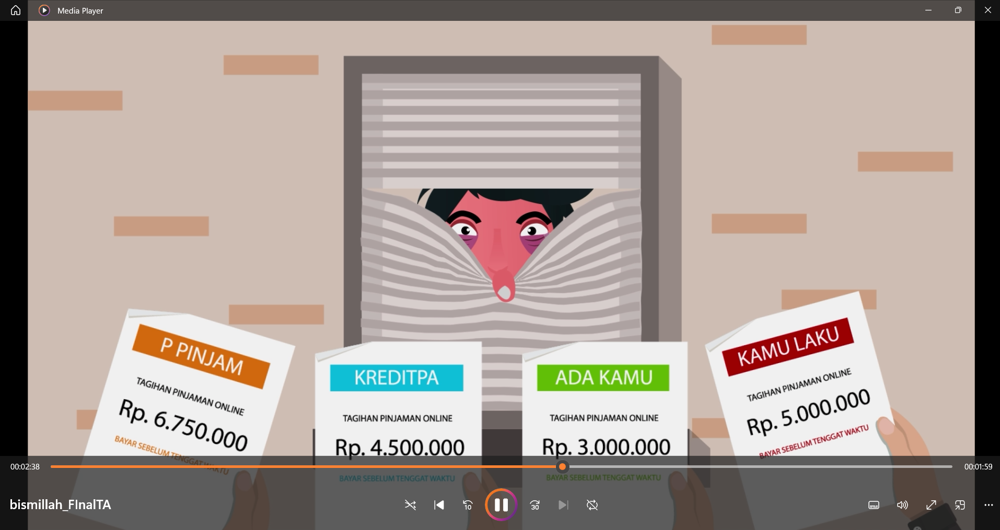 Media Player
P PINJAM
TAGIHAN PINJAMAN ONLINE
Rp. 6.750.000
BAYAR SEBELUM TENGGAT WAKTU
KREDITPA
TAGIHAN PINJAMAN ONLINE
Rp. 4.500.000
BAYAR SEBELUM TENGGAT WAKTU
ADA KAMU
TAGIHAN PINJAMAN ONLINE
Rp. 3.000.000
BAYAR SEBELUM TENGGAT WAKTU
KAMU LAKU
TAGIHAN PINJAMAN ONLINE
Rp. 5.000.000
BAYAR SEBELUM TENGGAT WAKTU
00:02:38
00:01:59
bismillah_FInalTA
10
30